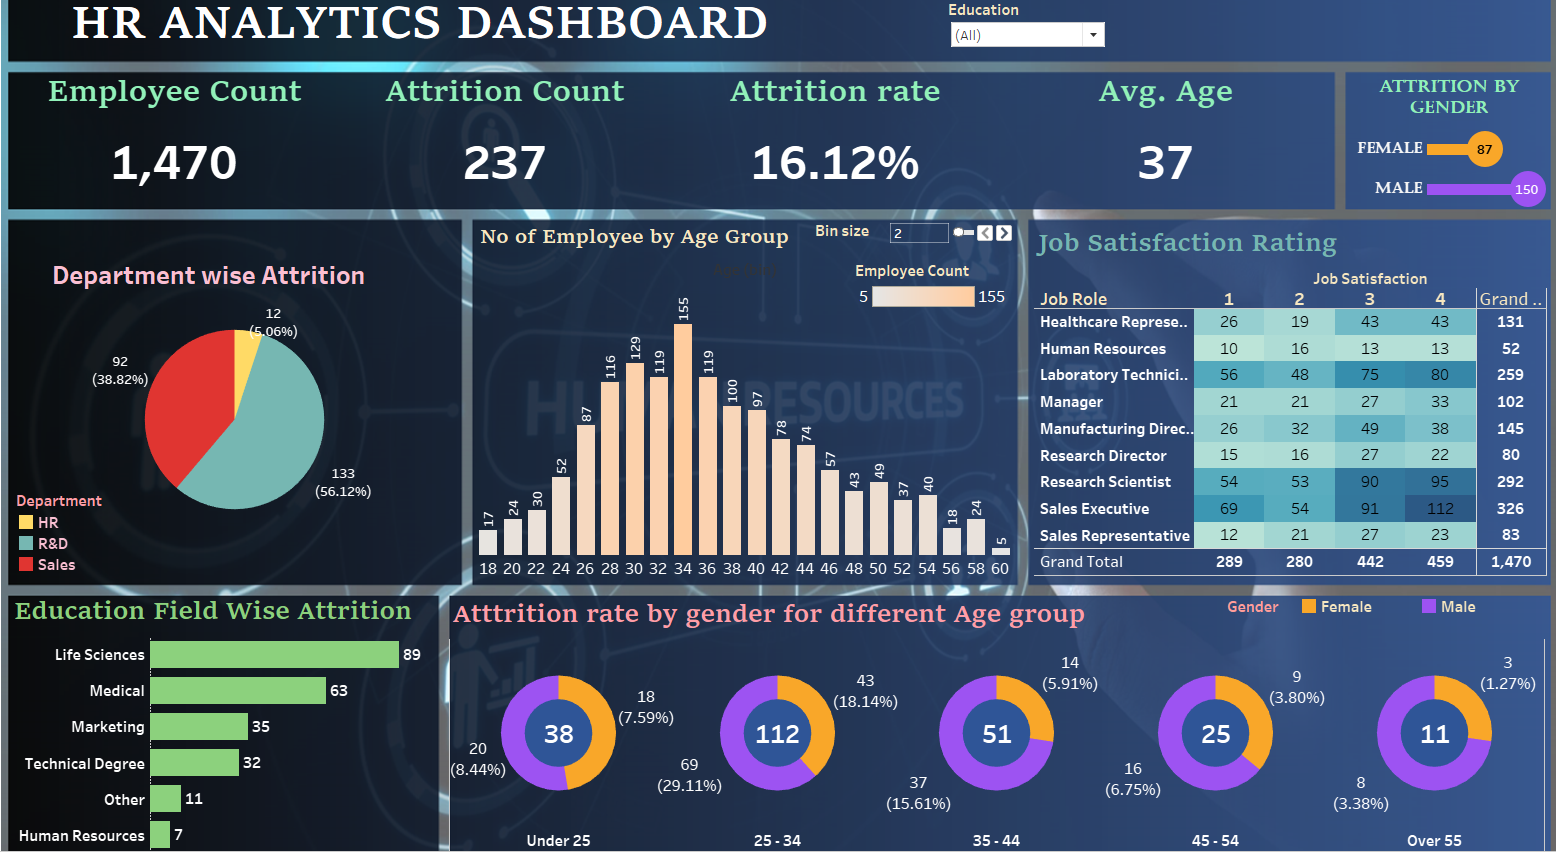 HR ANALYTICS DASHBOARD
Education
(All)
Employee Count
1,470
Attrition Count
237
Attrition rate
16.12%
Avg. Age
37
ATTRITION BY
GENDER
FEMALE 87
MALE 150
Department wise Attrition
12
(5.06%)
92
(38.82%)
133
(56.12%)
Department
HR
R&D
Sales
No of Employee by Age Group
Bin size 2
Employee Count
5 155
17 24 30 52 87 116 129 119 155 119 100 97 78 74 57 43 49 37 40 18 24 5
18 20 22 24 26 28 30 32 34 36 38 40 42 44 46 48 50 52 54 56 58 60
HUMAN RESOURCES
Job Satisfaction Rating
Job Satisfaction
Job Role 1 2 3 4 Grand ..
Healthcare Represe.. 26 19 43 43 131
Human Resources 10 16 13 13 52
Laboratory Technici.. 56 48 75 80 259
Manager 21 21 27 33 102
Manufacturing Direc.. 26 32 49 38 145
Research Director 15 16 27 22 80
Research Scientist 54 53 90 95 292
Sales Executive 69 54 91 112 326
Sales Representative 12 21 27 23 83
Grand Total 289 280 442 459 1,470
Education Field Wise Attrition
Life Sciences 89
Medical 63
Marketing 35
Technical Degree 32
Other 11
Human Resources 7
Atttrition rate by gender for different Age group
Gender Female Male
18
(7.59%)
38
20
(8.44%)
Under 25
43
(18.14%)
112
69
(29.11%)
25 - 34
14
(5.91%)
51
37
(15.61%)
35 - 44
9
(3.80%)
25
16
(6.75%)
45 - 54
3
(1.27%)
11
8
(3.38%)
Over 55